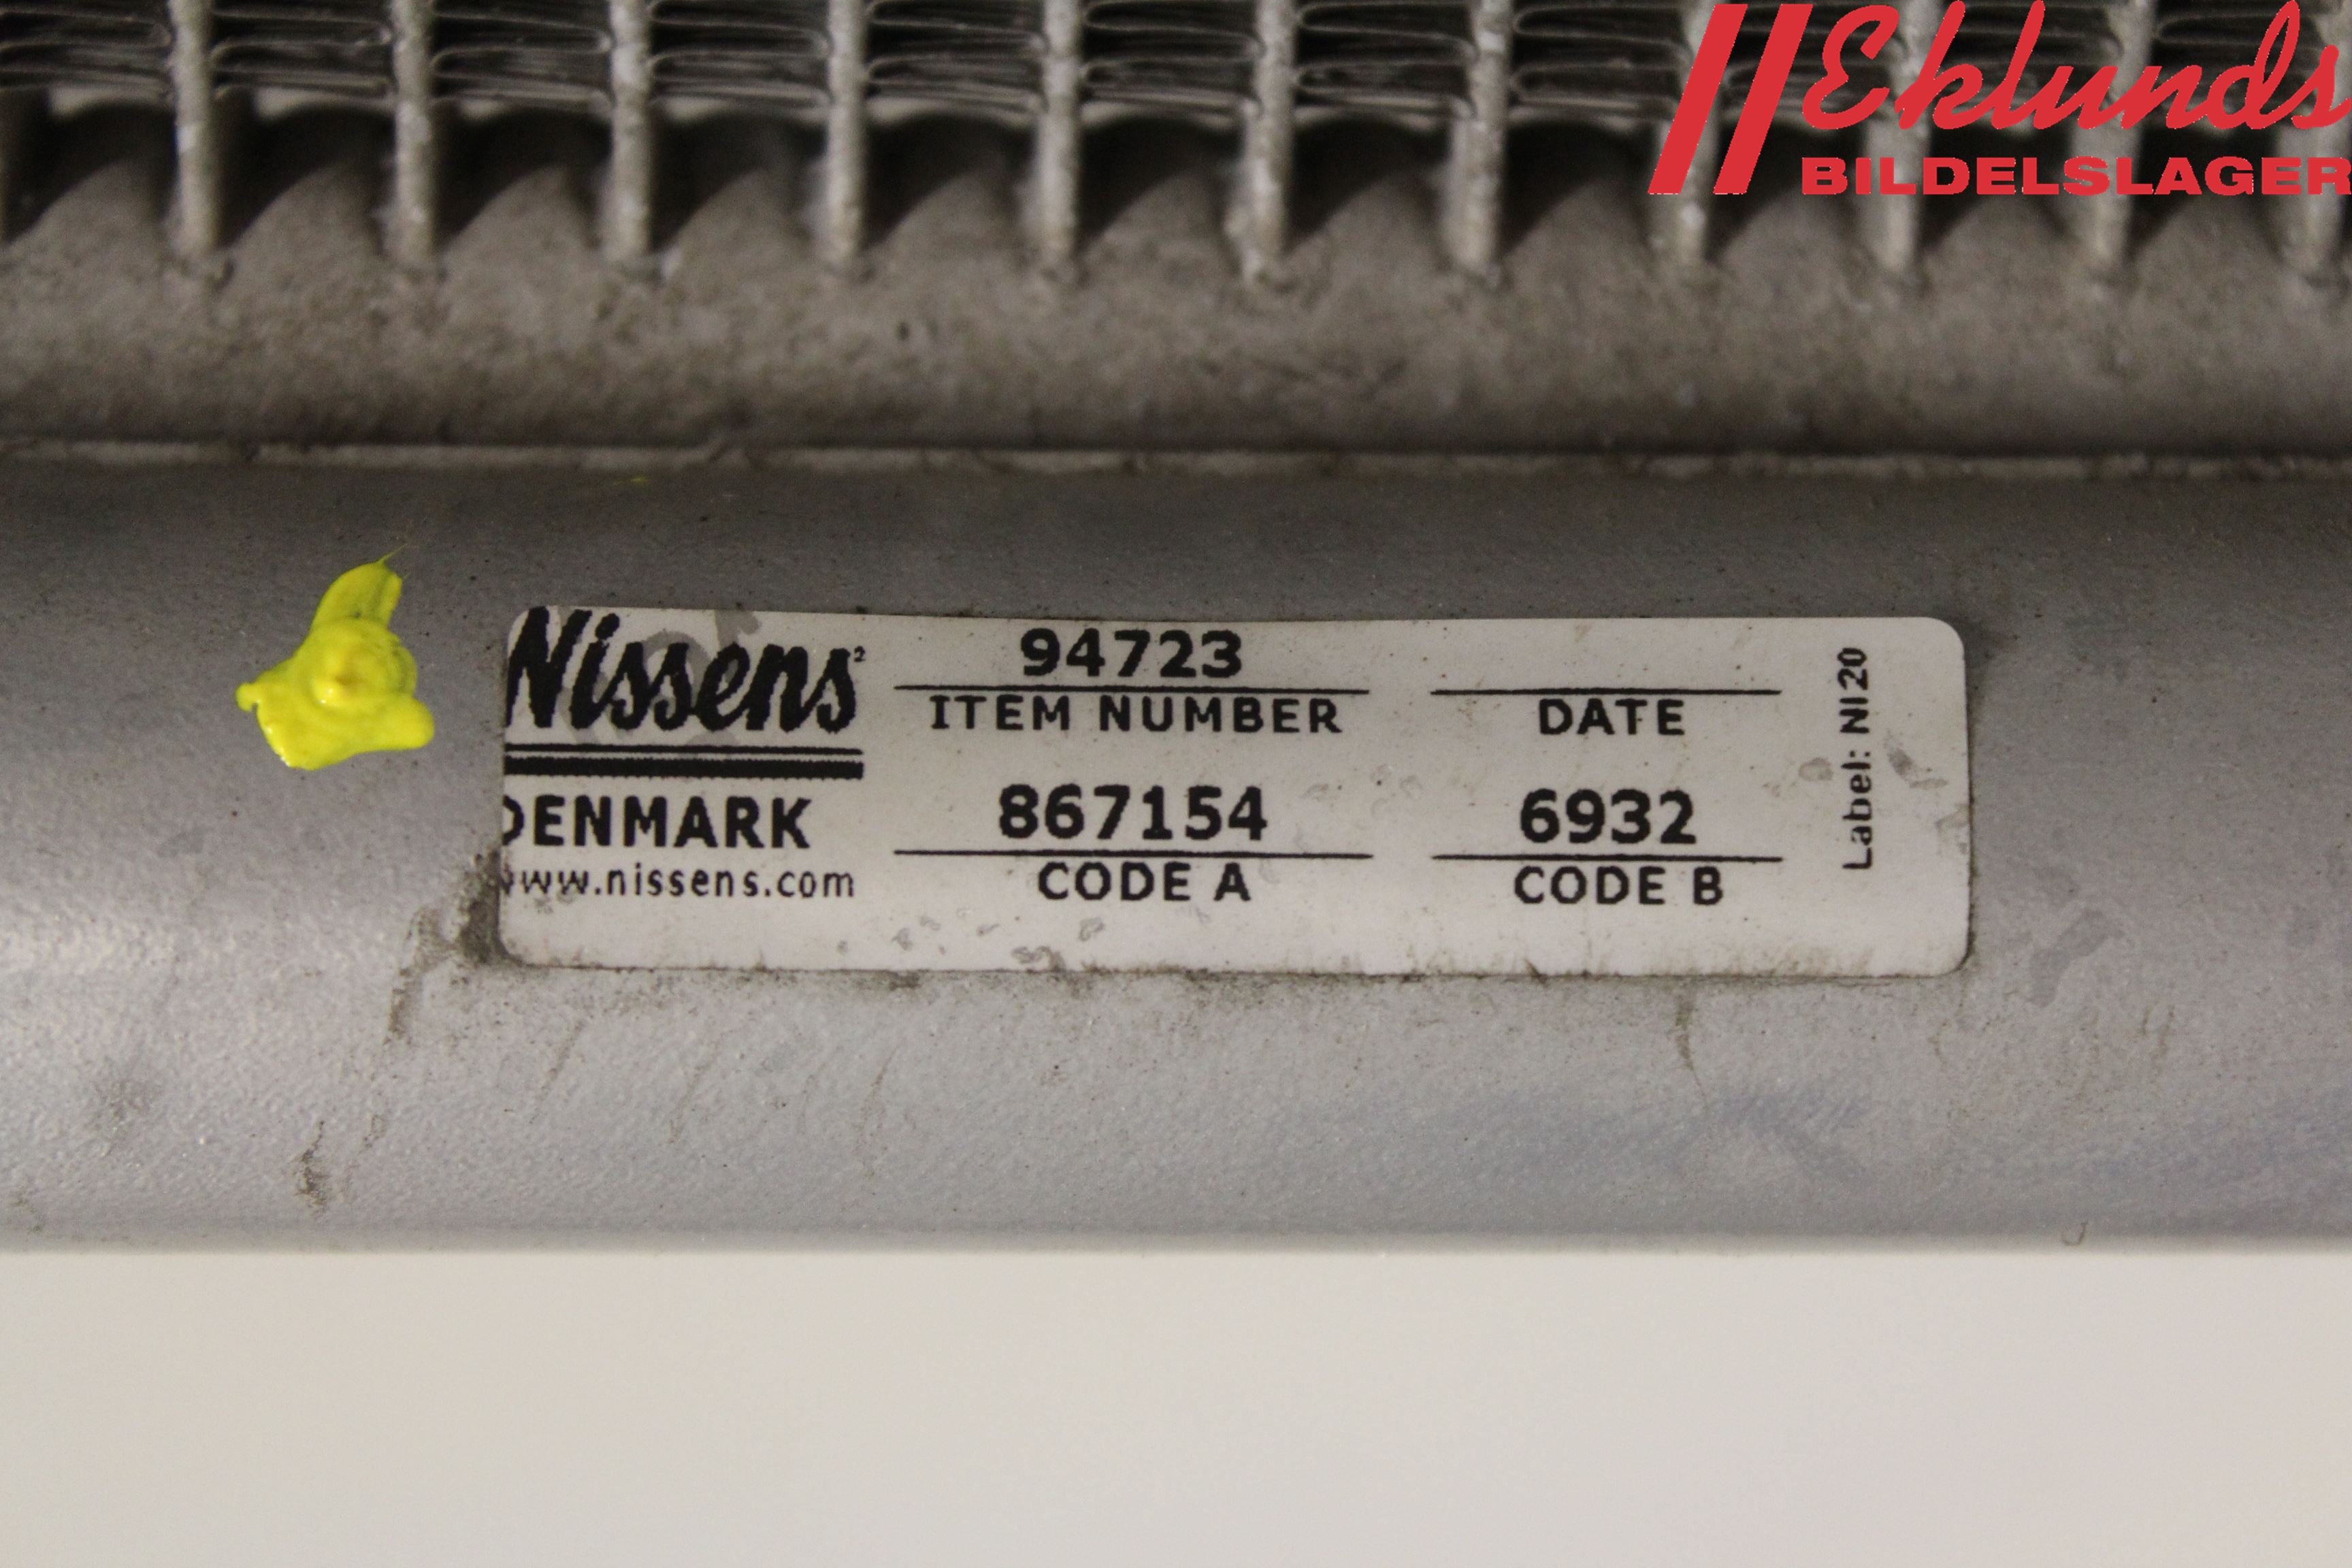 Eklunds
BILDELSLAGER
Nissens
DENMARK
www.nissens.com
94723
ITEM NUMBER
DATE
867154
CODE A
6932
CODE B
Label: NI20